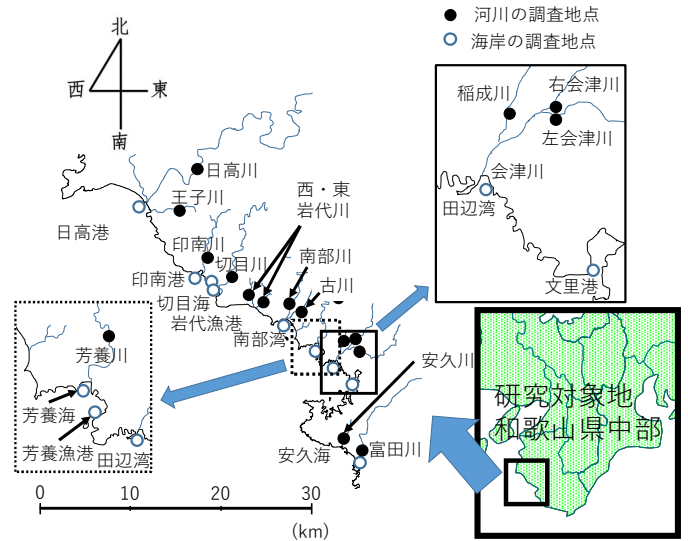 河川の調査地点
海岸の調査地点
北
西
東
南
日高川
王子川
西・東
岩代川
日高港
印南川
切目川
南部川
古川
印南港
切目海
岩代漁港
南部湾
安久川
安久海
富田川
稲成川
右会津川
左会津川
会津川
田辺湾
文里港
芳養川
芳養海
芳養漁港
田辺湾
研究対象地
和歌山県中部
0
10
20
30
(km)